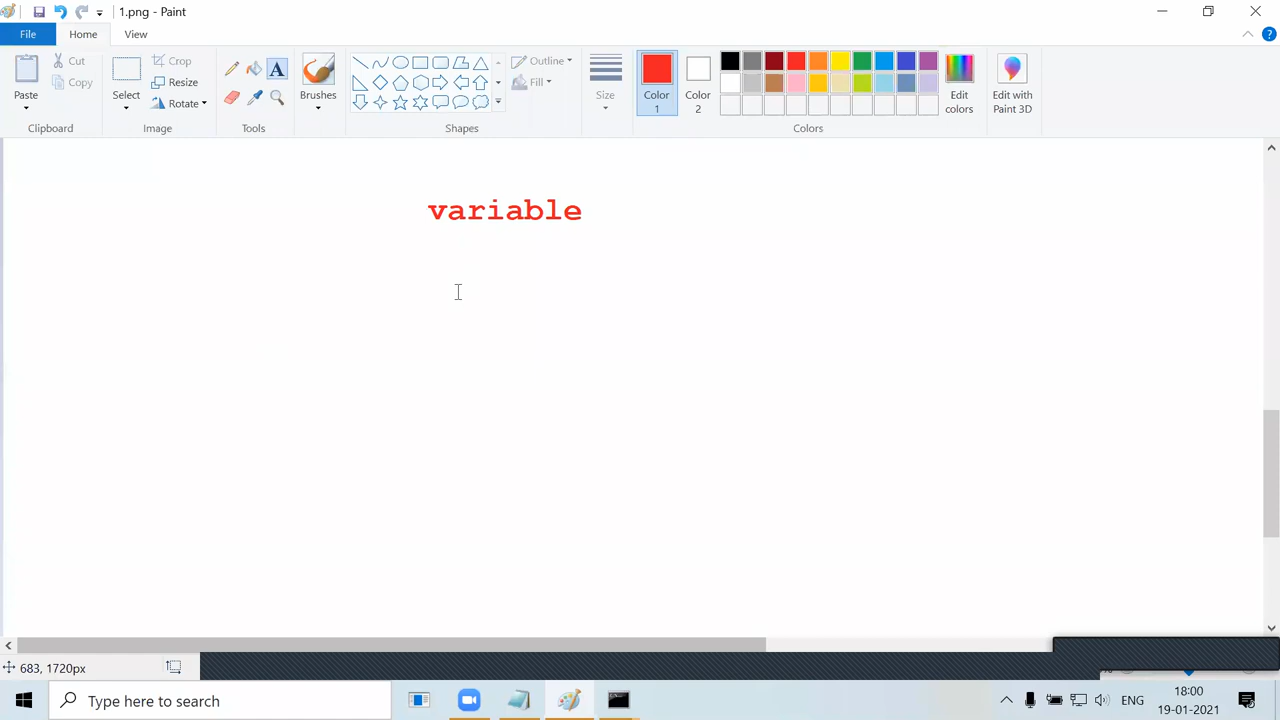 1.png - Paint
File
Home
View
Paste
Cut
Copy
Clipboard
Select
Crop
Resize
Rotate
Image
A
Tools
Brushes
Outline
Fill
Shapes
Size
Color 1
Color 2
Edit colors
Colors
Edit with Paint 3D
variable
683, 1720px
Type here to search
ENG
18:00
19-01-2021